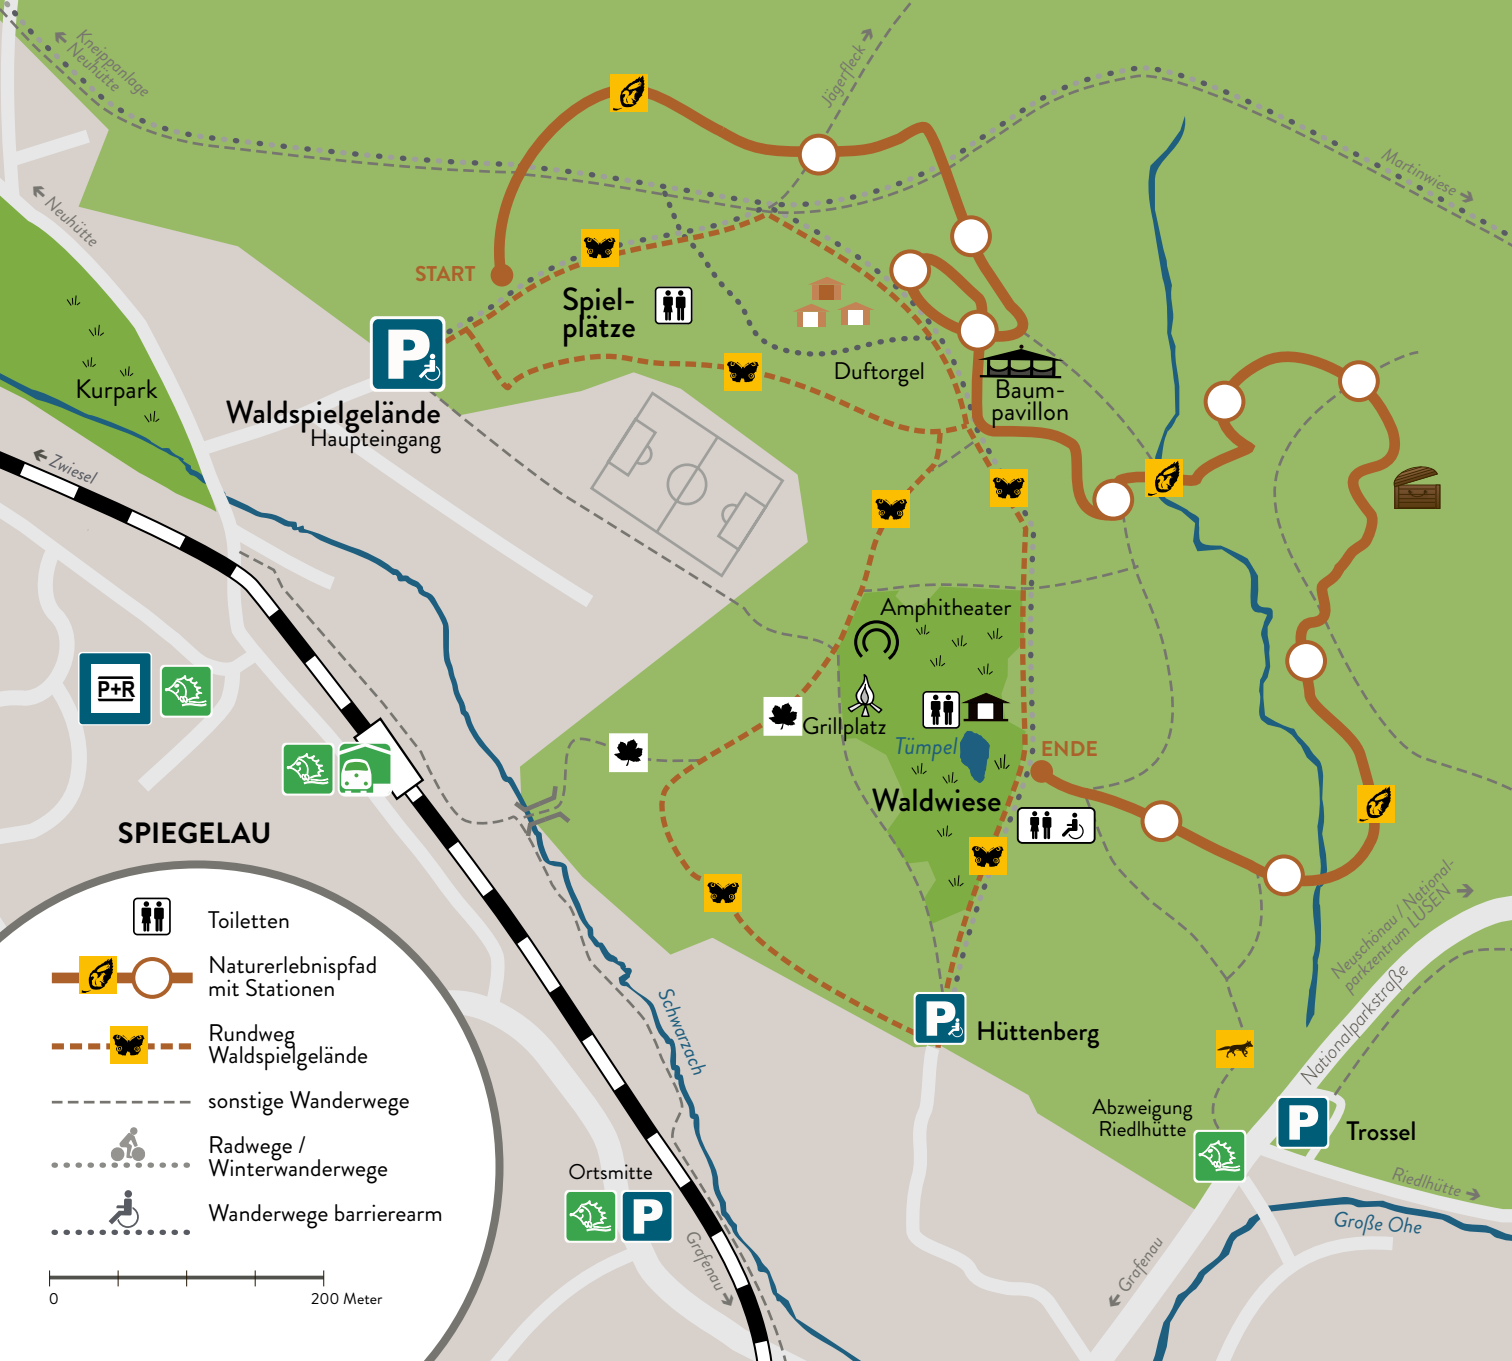 Kneippanlage
Neuhütte
Jägerfleck
Martinwiese
Neuhütte
START
Spiel-
plätze
P
Duftorgel
Baum-
pavillon
Kurpark
Waldspielgelände
Haupteingang
Zwiesel
Amphitheater
Grillplatz
Tümpel
ENDE
Waldwiese
P+R
SPIEGELAU
Toiletten
Naturerlebnispfad
mit Stationen
Rundweg
Waldspielgelände
sonstige Wanderwege
Radwege /
Winterwanderwege
Wanderwege barrierearm
0
200 Meter
Schwarzach
P
Hüttenberg
Neuschönau / National-
parkzentrum LUSEN
Nationalparkstraße
Abzweigung
Riedlhütte
P
Trossel
Riedlhütte
Große Ohe
Ortsmitte
P
Grafenau
Grafenau